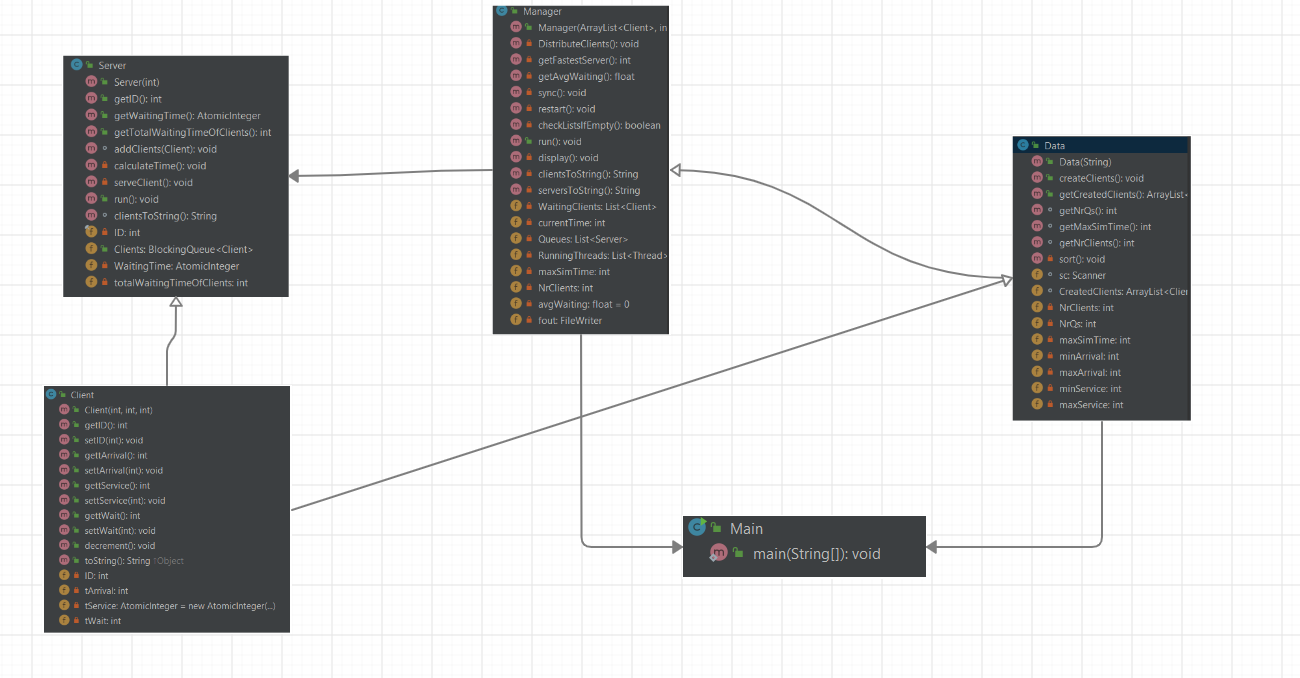 Server
Server(int)
getID(): int
getWaitingTime(): AtomicInteger
getTotalWaitingTimeOfClients(): int
addClients(Client): void
calculateTime(): void
serveClient(): void
run(): void
clientsToString(): String
ID: int
Clients: BlockingQueue<Client>
WaitingTime: AtomicInteger
totalWaitingTimeOfClients: int
Manager
Manager(ArrayList<Client>, in
DistributeClients(): void
getFastestServer(): int
getAvgWaiting(): float
sync(): void
restart(): void
checkListsIfEmpty(): boolean
run(): void
display(): void
clientsToString(): String
serversToString(): String
WaitingClients: List<Client>
currentTime: int
Queues: List<Server>
RunningThreads: List<Thread>
maxSimTime: int
NrClients: int
avgWaiting: float = 0
fout: FileWriter
Data
Data(String)
createClients(): void
getCreatedClients(): ArrayList<
getNrQs(): int
getMaxSimTime(): int
getNrClients(): int
sort(): void
sc: Scanner
CreatedClients: ArrayList<Clier
NrClients: int
NrQs: int
maxSimTime: int
minArrival: int
maxArrival: int
minService: int
maxService: int
Client
Client(int, int, int)
getID(): int
setID(int): void
gettArrival(): int
settArrival(int): void
gettService(): int
settService(int): void
gettWait(): int
settWait(int): void
decrement(): void
toString(): String ↑Object
ID: int
tArrival: int
tService: AtomicInteger = new AtomicInteger(...)
tWait: int
Main
main(String[]): void